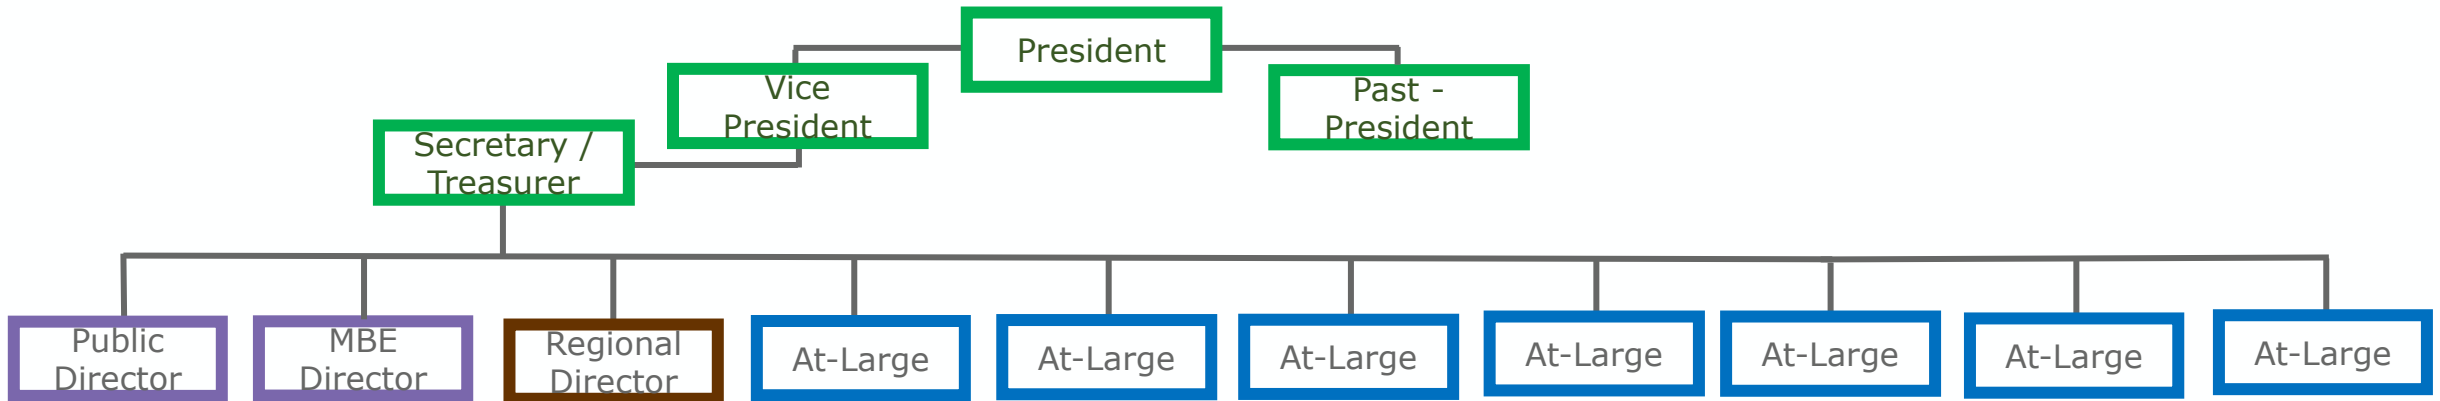 President
Vice
President
Past -
President
Secretary /
Treasurer
Public
Director
MBE
Director
Regional
Director
At-Large
At-Large
At-Large
At-Large
At-Large
At-Large
At-Large